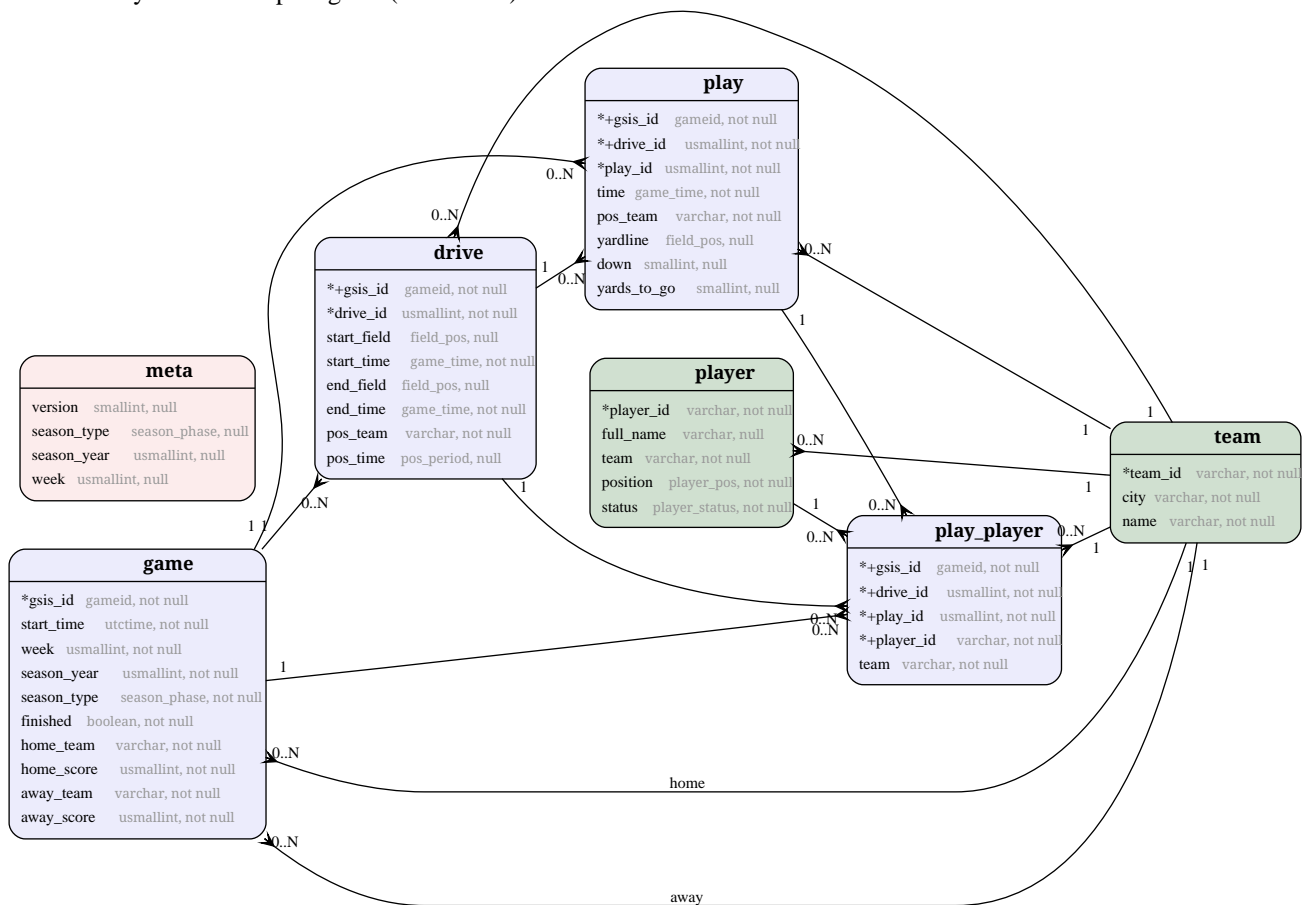 play
*+gsis_id gameid, not null
*+drive_id usmallint, not null
*play_id usmallint, not null
time game_time, not null
pos_team varchar, not null
yardline field_pos, null
down smallint, null
yards_to_go smallint, null
0..N
0..N
0..N
1
0..N
1
drive
*+gsis_id gameid, not null
*drive_id usmallint, not null
start_field field_pos, null
start_time game_time, not null
end_field field_pos, null
end_time game_time, not null
pos_team varchar, not null
pos_time pos_period, null
0..N
1
meta
version smallint, null
season_type season_phase, null
season_year usmallint, null
week usmallint, null
player
*player_id varchar, not null
full_name varchar, null
team varchar, not null
position player_pos, not null
status player_status, not null
0..N
1
0..N
0..N
team
*team_id varchar, not null
city varchar, not null
name varchar, not null
1
1
1
1
1
1
0..N
play_player
*+gsis_id gameid, not null
*+drive_id usmallint, not null
*+play_id usmallint, not null
*+player_id varchar, not null
team varchar, not null
0..N
0..N
1
1
game
*gsis_id gameid, not null
start_time utctime, not null
week usmallint, not null
season_year usmallint, not null
season_type season_phase, not null
finished boolean, not null
home_team varchar, not null
home_score usmallint, not null
away_team varchar, not null
away_score usmallint, not null
1
0..N
home
0..N
away